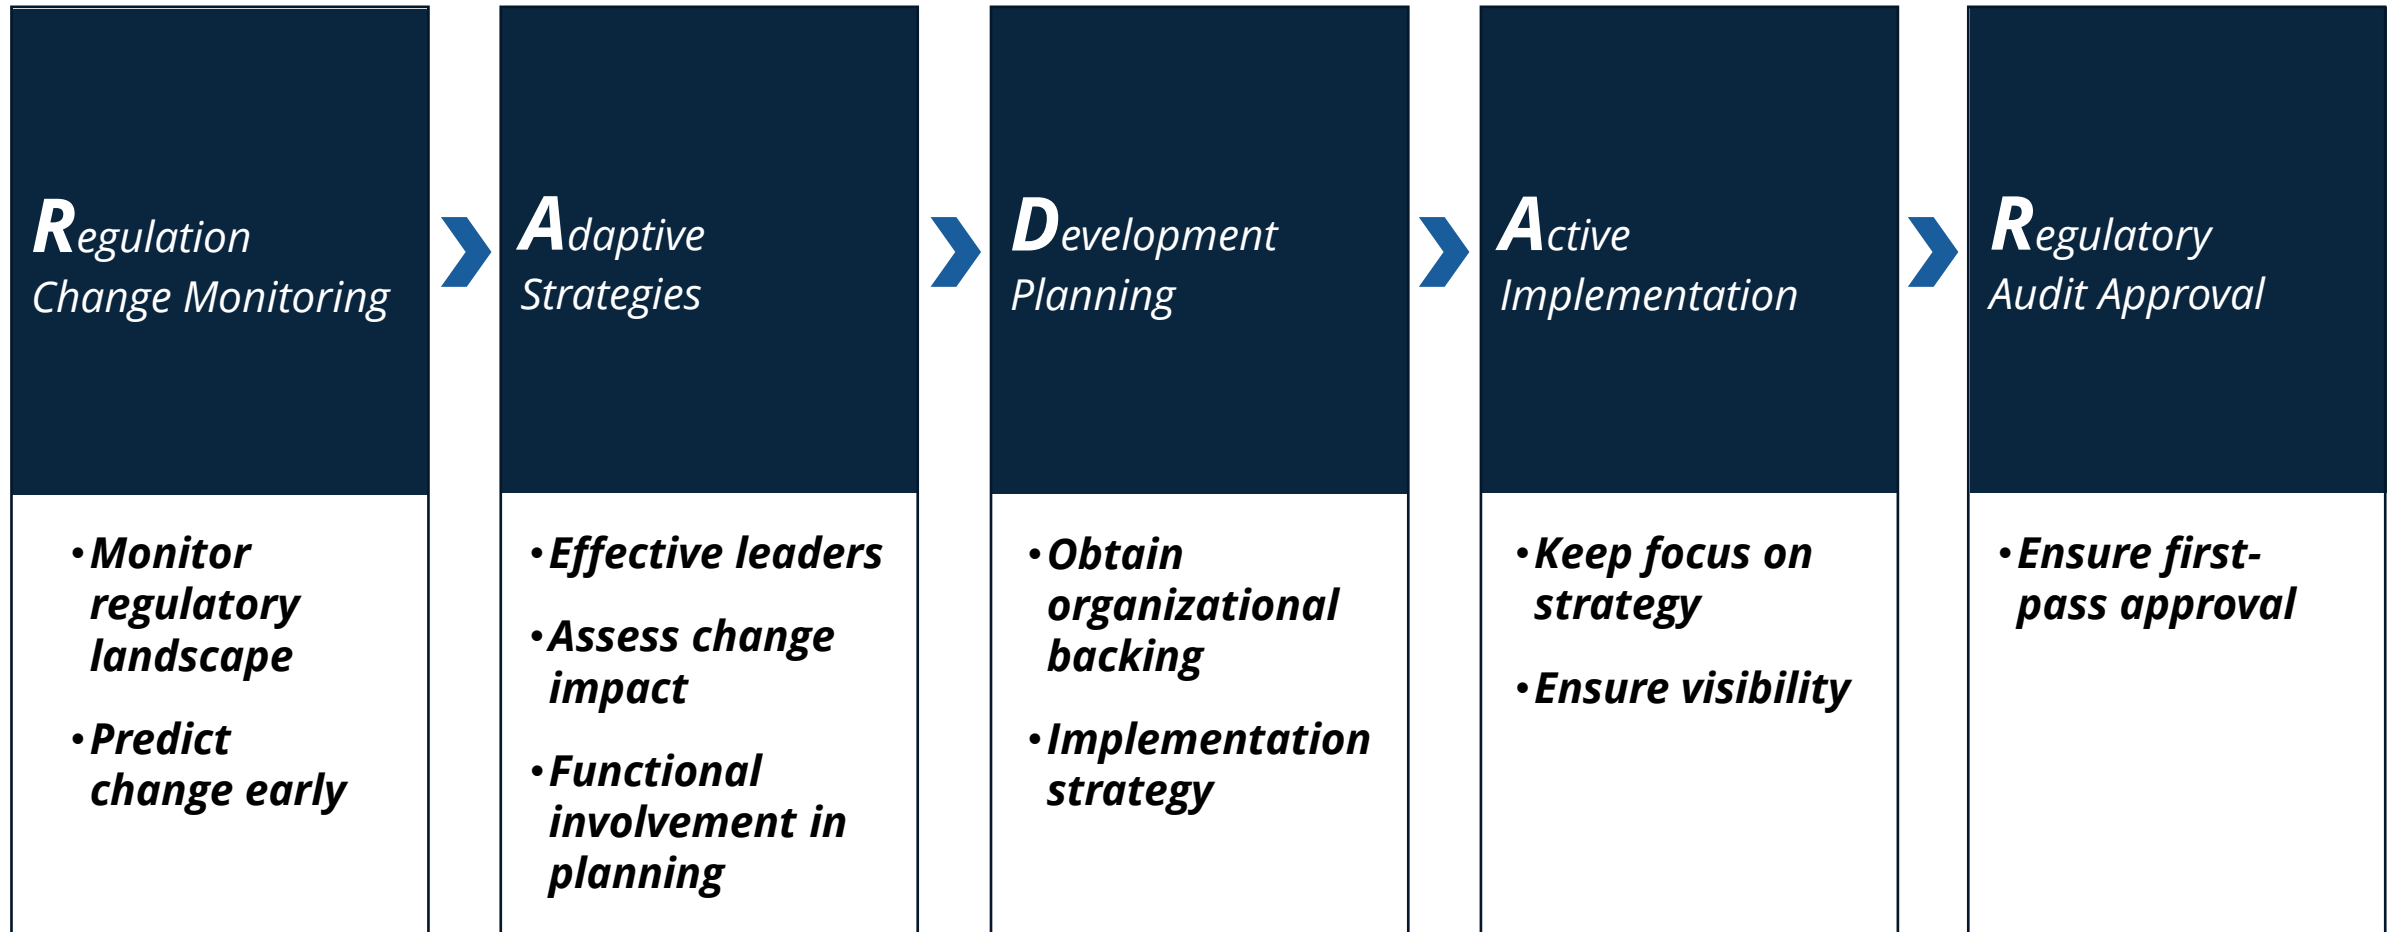 Regulation
Change Monitoring
Adaptive
Strategies
Development
Planning
Active
Implementation
Regulatory
Audit Approval
• Monitor
regulatory
landscape
• Predict
change early
• Effective leaders
• Assess change
impact
• Functional
involvement in
planning
• Obtain
organizational
backing
• Implementation
strategy
• Keep focus on
strategy
• Ensure visibility
• Ensure first-
pass approval